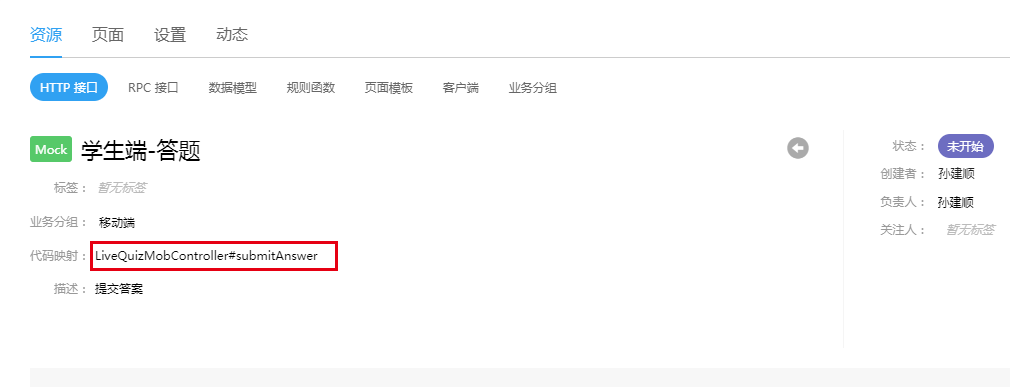 资源 页面 设置 动态
HTTP 接口 RPC 接口 数据模型 规则函数 页面模板 客户端 业务分组
Mock 学生端-答题
标签： 暂无标签
业务分组： 移动端
代码映射： LiveQuizMobController#submitAnswer
描述： 提交答案
状态： 未开始
创建者： 孙建顺
负责人： 孙建顺
关注人： 暂无标签